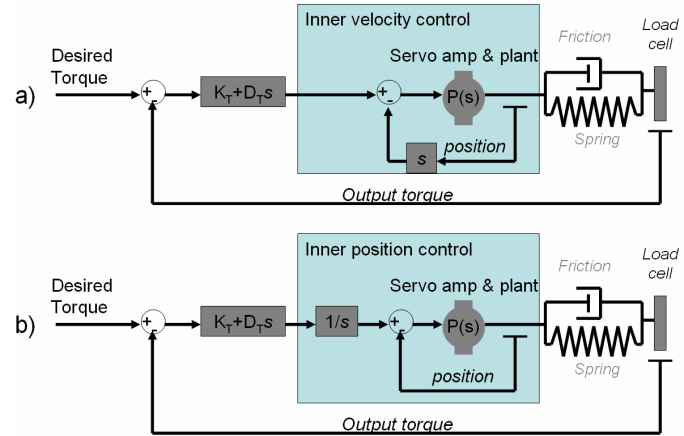 a)
Inner velocity control
Desired
Torque
Servo amp & plant
Friction
Load
cell
+
-
K_T+D_Ts
+
-
P(s)
s
position
Spring
Output torque
b)
Inner position control
Desired
Torque
Servo amp & plant
Friction
Load
cell
+
-
K_T+D_Ts
1/s
+
-
P(s)
position
Spring
Output torque